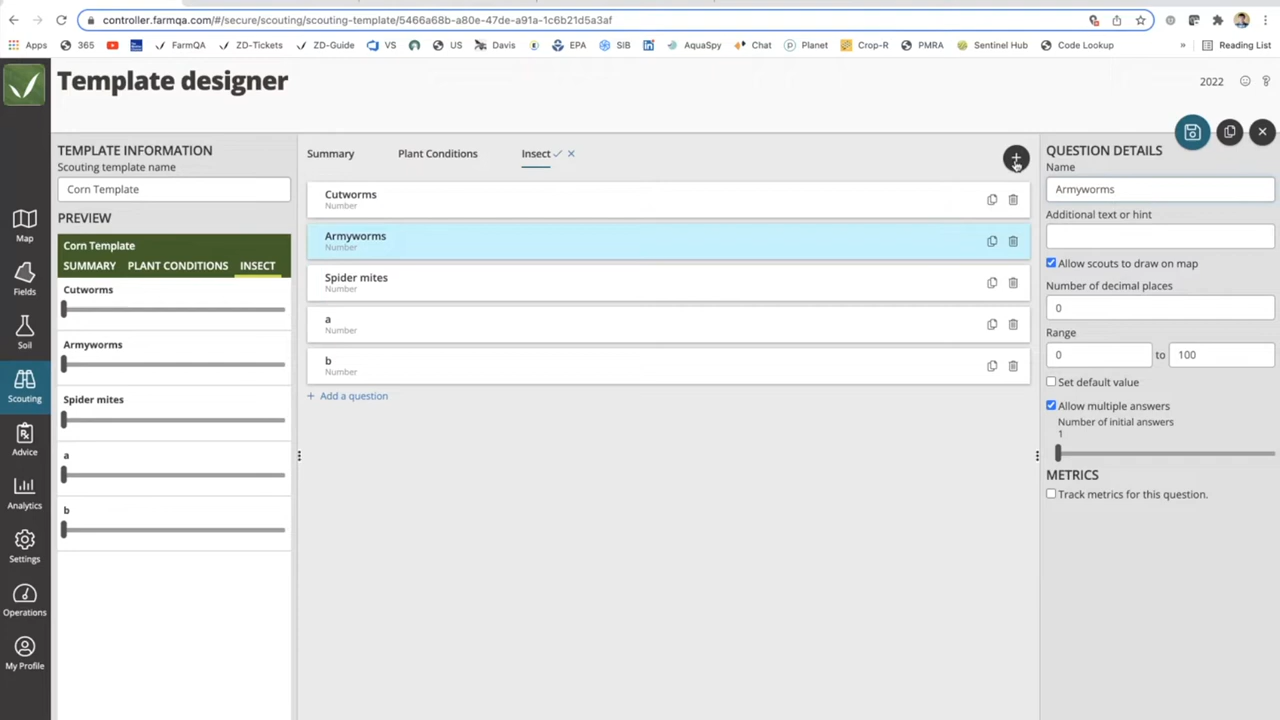 controller.farmqa.com/#/secure/scouting/scouting-template/5466a68b-a80e-47de-a91a-1c6b21d5a3af
Apps 365 FarmQA ZD-Tickets ZD-Guide VS US Davis EPA SIB AquaSpy Chat Planet Crop-R PMRA Sentinel Hub Code Lookup » Reading List
Template designer
2022
TEMPLATE INFORMATION
Scouting template name
Corn Template
PREVIEW
Corn Template
SUMMARY PLANT CONDITIONS INSECT
Cutworms
Armyworms
Spider mites
a
b
Map
Fields
Soil
Scouting
Advice
Analytics
Settings
Operations
My Profile
Summary Plant Conditions Insect
Cutworms
Number
Armyworms
Number
Spider mites
Number
a
Number
b
Number
+ Add a question
QUESTION DETAILS
Name
Armyworms
Additional text or hint
Allow scouts to draw on map
Number of decimal places
0
Range
0 to 100
Set default value
Allow multiple answers
Number of initial answers
1
METRICS
Track metrics for this question.